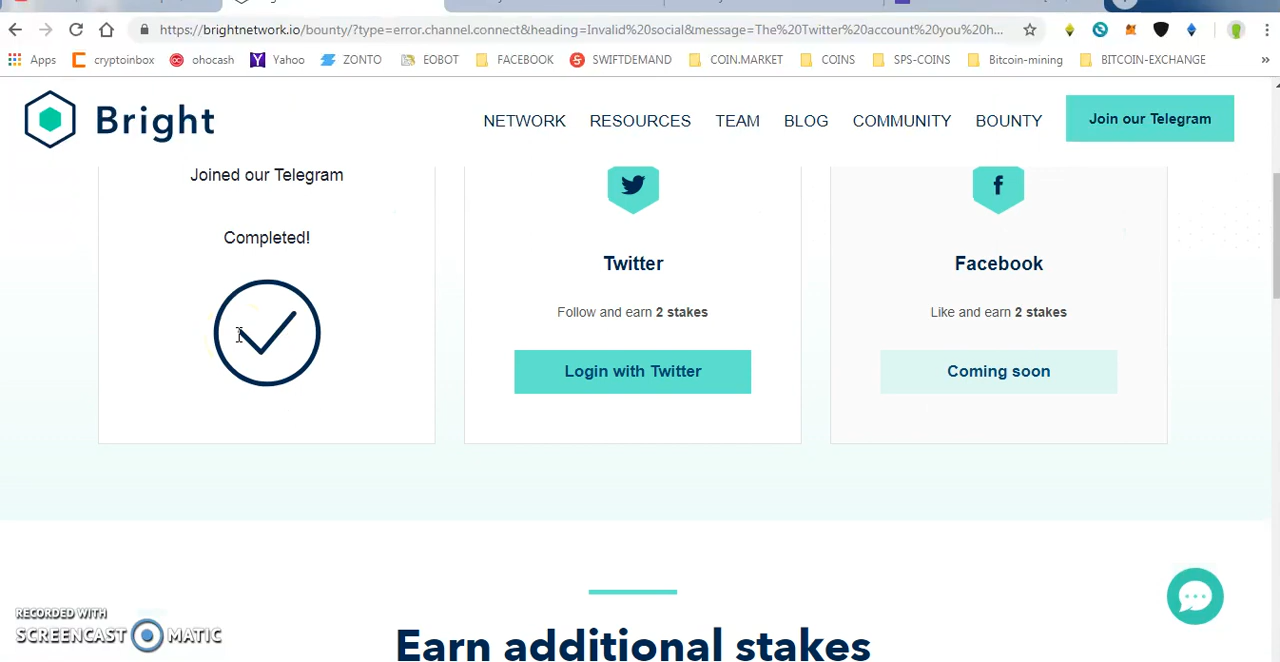 https://brightnetwork.io/bounty/?type=error.channel.connect&heading=Invalid%20social&message=The%20Twitter%20account%20you%20h...
Apps cryptoinbox ohocash Yahoo ZONTO EOBOT FACEBOOK SWIFTDEMAND COIN.MARKET COINS SPS-COINS Bitcoin-mining BITCOIN-EXCHANGE »
Bright NETWORK RESOURCES TEAM BLOG COMMUNITY BOUNTY Join our Telegram
Joined our Telegram
Completed!
Twitter
Follow and earn 2 stakes
Login with Twitter
Facebook
Like and earn 2 stakes
Coming soon
Earn additional stakes
RECORDED WITH
SCREENCAST MATIC